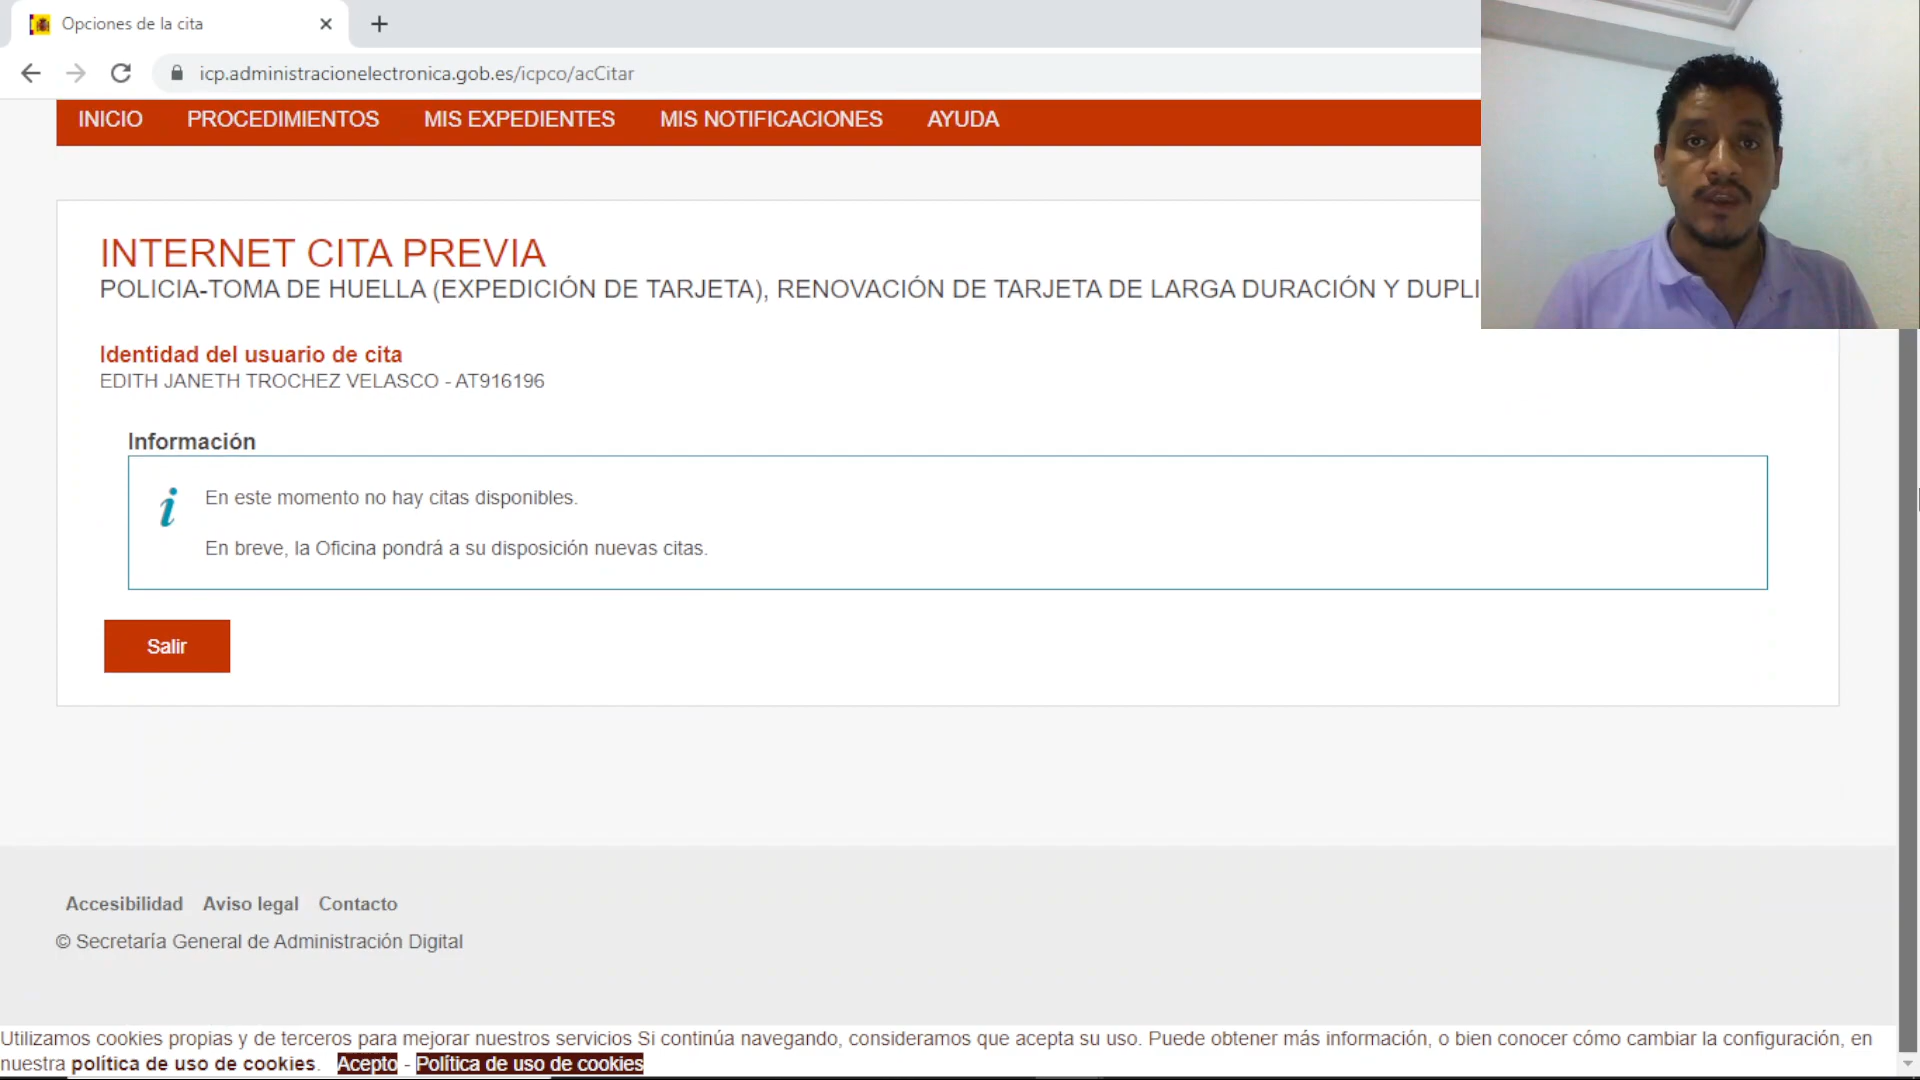 Opciones de la cita
icp.administracionelectronica.gob.es/icpco/acCitar
INICIO PROCEDIMIENTOS MIS EXPEDIENTES MIS NOTIFICACIONES AYUDA
INTERNET CITA PREVIA
POLICIA-TOMA DE HUELLA (EXPEDICIÓN DE TARJETA), RENOVACIÓN DE TARJETA DE LARGA DURACIÓN Y DUPLI
Identidad del usuario de cita
EDITH JANETH TROCHEZ VELASCO - AT916196
Información
En este momento no hay citas disponibles.
En breve, la Oficina pondrá a su disposición nuevas citas.
Salir
Accesibilidad Aviso legal Contacto
© Secretaría General de Administración Digital
Utilizamos cookies propias y de terceros para mejorar nuestros servicios Si continúa navegando, consideramos que acepta su uso. Puede obtener más información, o bien conocer cómo cambiar la configuración, en
nuestra política de uso de cookies. Acepto - Política de uso de cookies